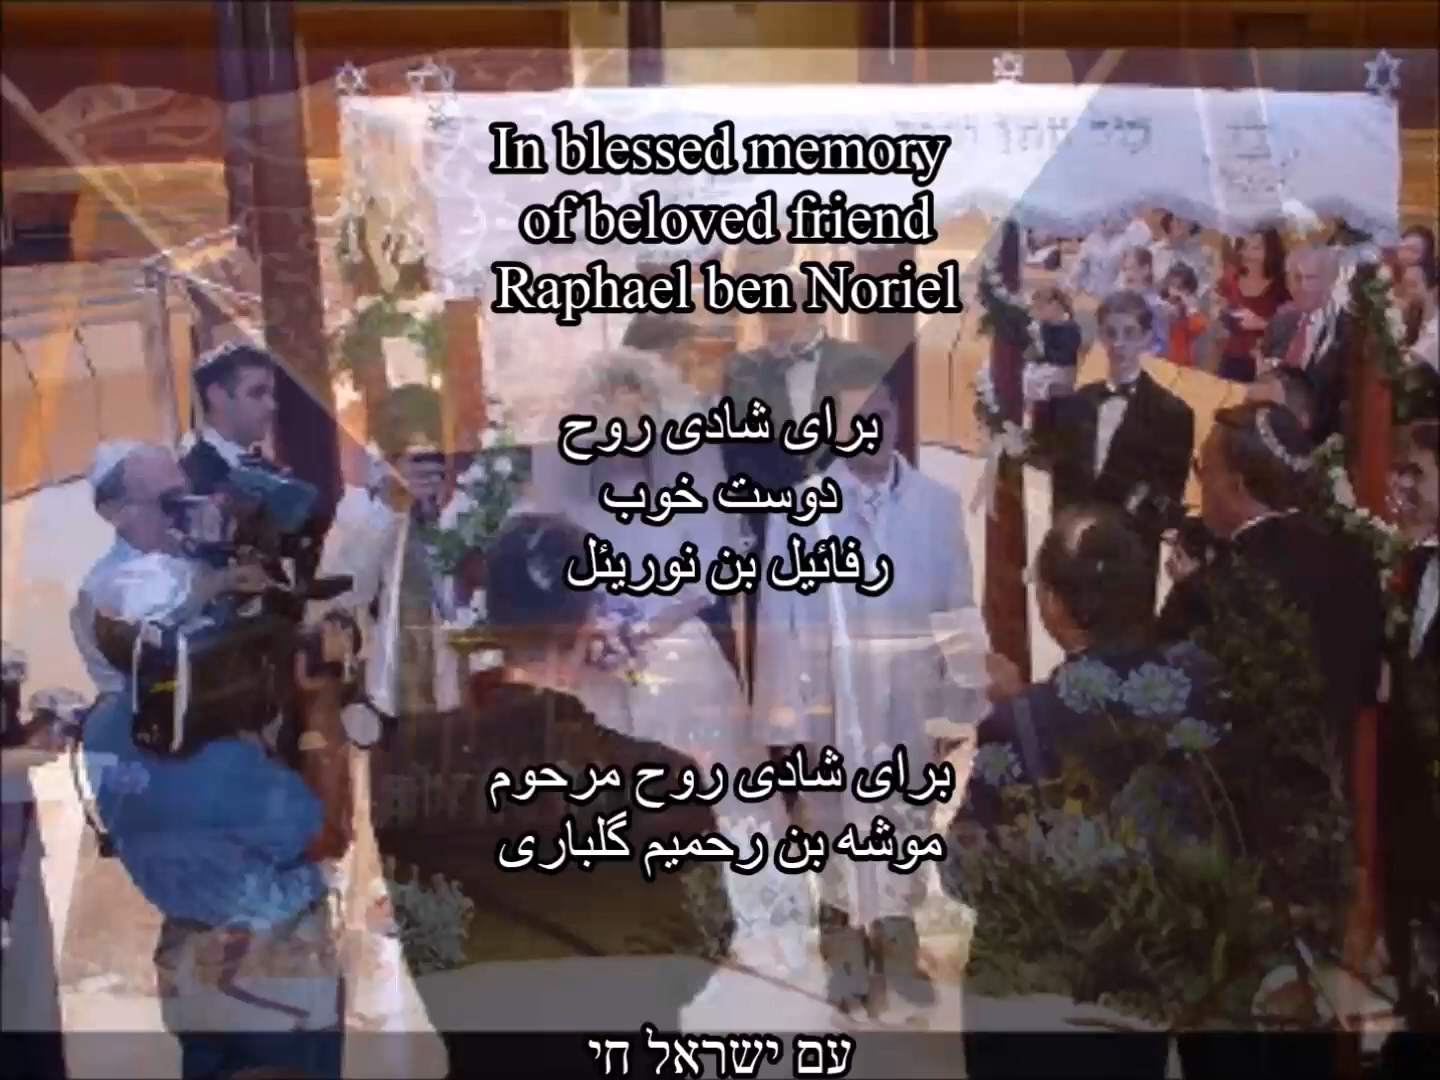 In blessed memory
of beloved friend
Raphael ben Noriel
برای شادی روح
دوست خوب
رفائیل بن نوریئل
برای شادی روح مرحوم
موشه بن رحمیم گلباری
עם ישראל חי